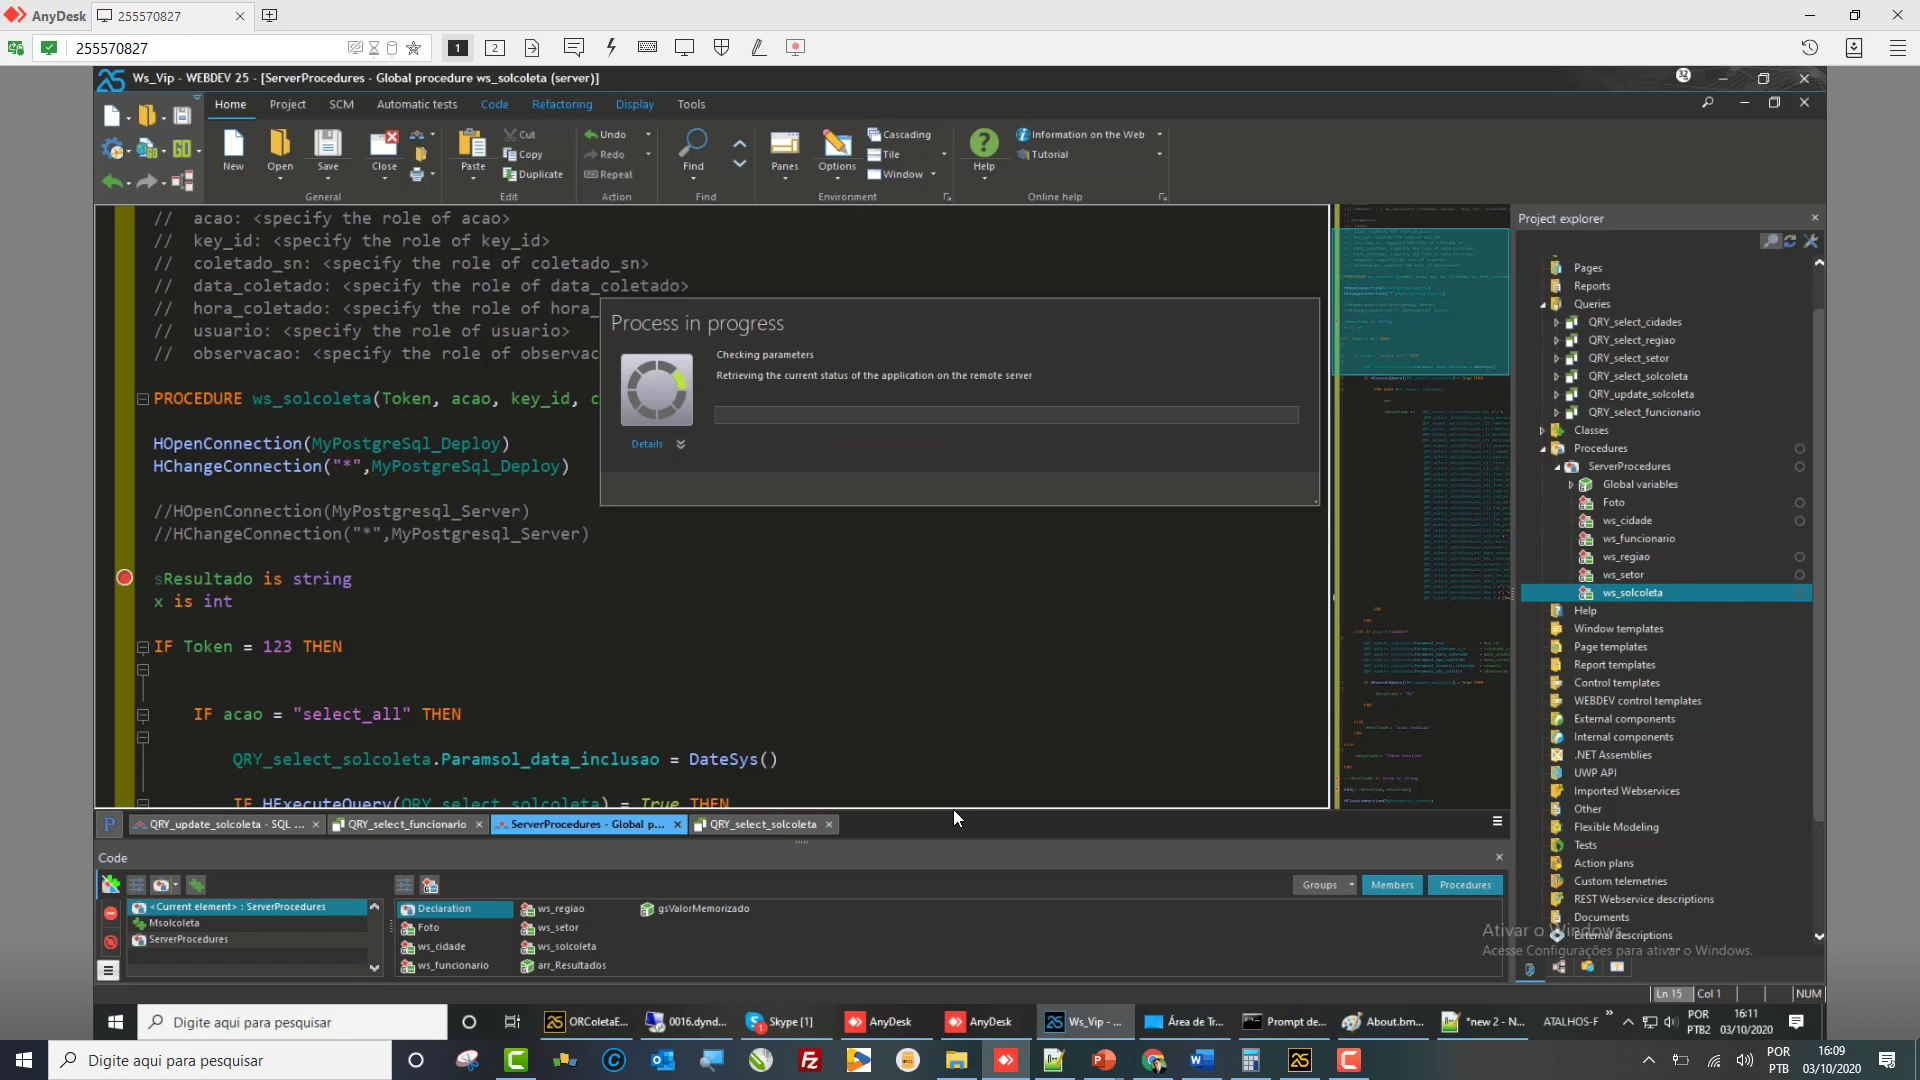 AnyDesk 255570827
255570827 1 2
Ws_Vip - WEBDEV 25 - [ServerProcedures - Global procedure ws_solcoleta (server)]
32
Home Project SCM Automatic tests Code Refactoring Display Tools
New Open Save Close Paste Cut Copy Duplicate Undo Redo Repeat Find Panes Options Cascading Tile Window Help Information on the Web Tutorial
General Edit Action Find Environment Online help
// acao: <specify the role of acao>
// key_id: <specify the role of key_id>
// coletado_sn: <specify the role of coletado_sn>
// data_coletado: <specify the role of data_coletado>
// hora_coletado: <specify the role of hora_
// usuario: <specify the role of usuario>
// observacao: <specify the role of observac
PROCEDURE ws_solcoleta(Token, acao, key_id, c
HOpenConnection(MyPostgreSql_Deploy)
HChangeConnection("*",MyPostgreSql_Deploy)
//HOpenConnection(MyPostgresql_Server)
//HChangeConnection("*",MyPostgresql_Server)
sResultado is string
x is int
IF Token = 123 THEN
IF acao = "select_all" THEN
QRY_select_solcoleta.Paramsol_data_inclusao = DateSys()
IF HExecuteQuery(QRY_select_solcoleta) = True THEN
Process in progress
Checking parameters
Retrieving the current status of the application on the remote server
Details
Project explorer
Pages
Reports
Queries
QRY_select_cidades
QRY_select_regiao
QRY_select_setor
QRY_select_solcoleta
QRY_update_solcoleta
QRY_select_funcionario
Classes
Procedures
ServerProcedures
Global variables
Foto
ws_cidade
ws_funcionario
ws_regiao
ws_setor
ws_solcoleta
Help
Window templates
Page templates
Report templates
Control templates
WEBDEV control templates
External components
Internal components
.NET Assemblies
UWP API
Imported Webservices
Other
Flexible Modeling
Tests
Action plans
Custom telemetries
REST Webservice descriptions
Documents
External descriptions
QRY_update_solcoleta - SQL ... QRY_select_funcionario ServerProcedures - Global p... QRY_select_solcoleta
Code
Groups Members Procedures
<Current element> : ServerProcedures
Msolcoleta
ServerProcedures
Declaration ws_regiao gsValorMemorizado
Foto ws_setor
ws_cidade ws_solcoleta
ws_funcionario arr_Resultados
Ativar o Windows
Acesse Configurações para ativar o Windows.
Ln 15 Col 1 NUM
Digite aqui para pesquisar ORColetaE... 0016.dynd... Skype [1] AnyDesk AnyDesk Ws_Vip - ... Área de Tr... Prompt de... About.bm... *new 2 - N... ATALHOS-F POR PTB2 16:11 03/10/2020
Digite aqui para pesquisar POR PTB 16:09 03/10/2020